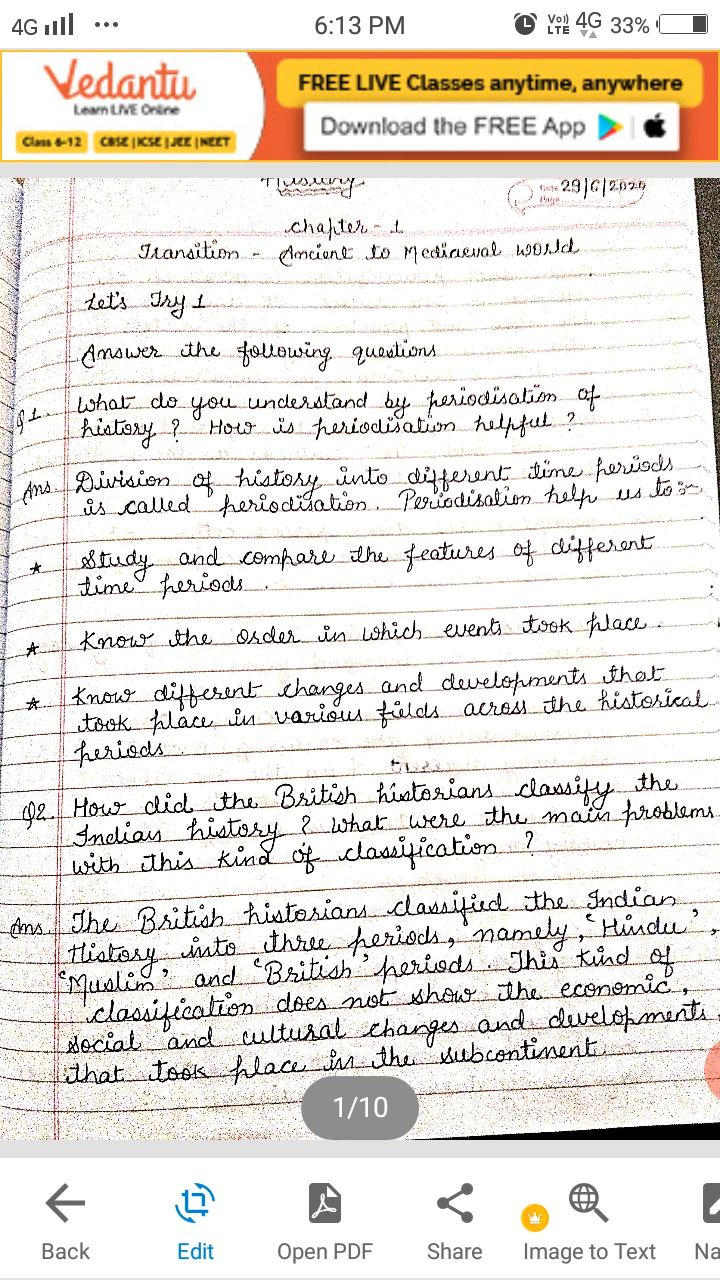 4G ... 6:13 PM Vo)) LTE 4G 33%
Vedantu
Learn LIVE Online
Class 6-12 CBSE | ICSE | JEE | NEET
FREE LIVE Classes anytime, anywhere
Download the FREE App
History
Date 29/6/2020
Page
chapter - 1
Transition - Ancient to Mediaeval world
Let's Try 1
Answer the following questions
Q1. What do you understand by periodisation of
history ? How is periodisation helpful ?
Ans. Division of history into different time periods
is called periodisation. Periodisation help us to :-
★ Study and compare the features of different
time periods .
★ Know the order in which events took place .
★ Know different changes and developments that
took place in various fields across the historical
periods .
Q2. How did the British historians classify the
Indian history ? What were the main problems
with this kind of classification ?
Ans. The British historians classified the Indian
History into three periods, namely, 'Hindu',
'Muslim' and 'British' periods. This kind of
classification does not show the economic,
social and cultural changes and developments
that took place in the subcontinent.
1/10
Back Edit Open PDF Share Image to Text Na